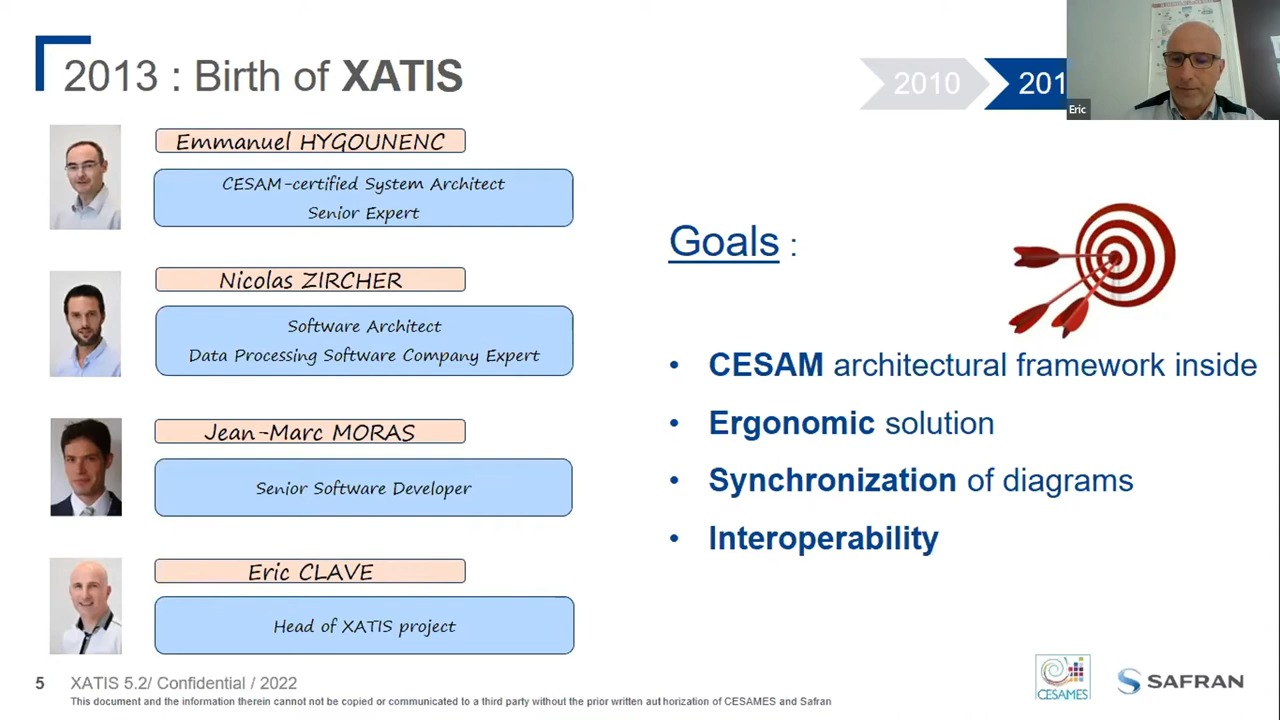 2013 : Birth of XATIS
2010
201
Eric
Emmanuel HYGOUNENC
CESAM-certified System Architect
Senior Expert
Nicolas ZIRCHER
Software Architect
Data Processing Software Company Expert
Jean-Marc MORAS
Senior Software Developer
Eric CLAVE
Head of XATIS project
Goals :
• CESAM architectural framework inside
• Ergonomic solution
• Synchronization of diagrams
• Interoperability
5 XATIS 5.2/ Confidential / 2022
This document and the information therein cannot not be copied or communicated to a third party without the prior written authorization of CESAMES and Safran
CESAMES
SAFRAN